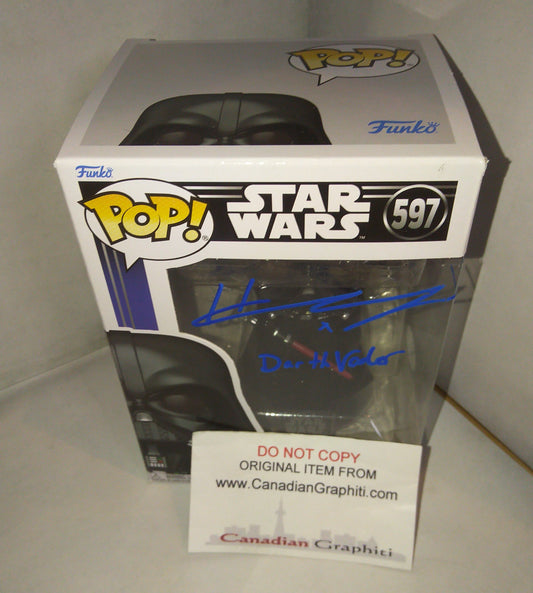 POP!
Funko
Funko
POP!
STAR
WARS
597
Darth Vader
DO NOT COPY
ORIGINAL ITEM FROM
www.CanadianGraphiti.com
Canadian Graphiti